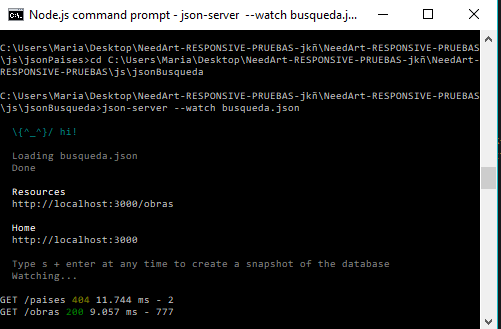 Node.js command prompt - json-server --watch busqueda.j...
C:\Users\Maria\Desktop\NeedArt-RESPONSIVE-PRUEBAS-jkñ\NeedArt-RESPONSIVE-PRUEBAS
\js\jsonPaises>cd C:\Users\Maria\Desktop\NeedArt-RESPONSIVE-PRUEBAS-jkñ\NeedArt-
RESPONSIVE-PRUEBAS\js\jsonBusqueda
C:\Users\Maria\Desktop\NeedArt-RESPONSIVE-PRUEBAS-jkñ\NeedArt-RESPONSIVE-PRUEBAS
\js\jsonBusqueda>json-server --watch busqueda.json
\{^_^}/ hi!
Loading busqueda.json
Done
Resources
http://localhost:3000/obras
Home
http://localhost:3000
Type s + enter at any time to create a snapshot of the database
Watching...
GET /paises 404 11.744 ms - 2
GET /obras 200 9.057 ms - 777